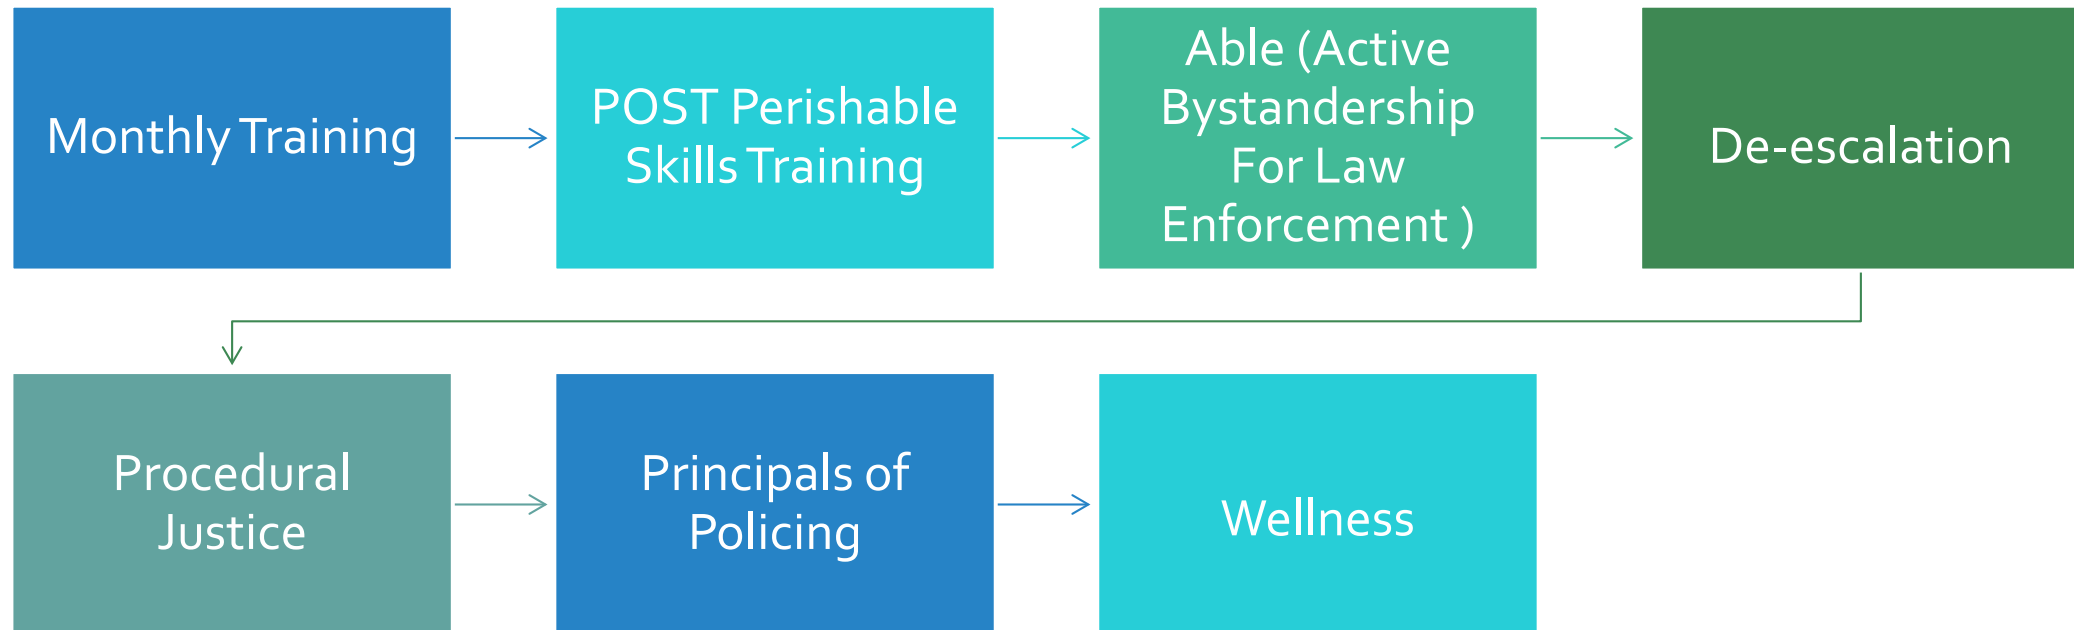 Monthly Training
POST Perishable
Skills Training
Able (Active
Bystandership
For Law
Enforcement )
De-escalation
Procedural
Justice
Principals of
Policing
Wellness